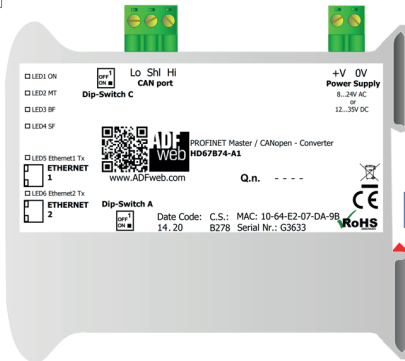 LED1 ON
LED2 MT
LED3 BF
LED4 SF
OFF 1
ON
Dip-Switch C
Lo Shl Hi
CAN port
+V 0V
Power Supply
8...24V AC
or
12...35V DC
ADF
web
www.ADFweb.com
PROFINET Master / CANopen - Converter
HD67B74-A1
Q.n. - - - -
LED5 Ethernet1 Tx
ETHERNET
1
LED6 Ethernet2 Tx
ETHERNET
2
Dip-Switch A
OFF 1
ON
Date Code: C.S.: MAC: 10-64-E2-07-DA-9B
14.20 B278 Serial Nr.: G3633
CE
RoHS